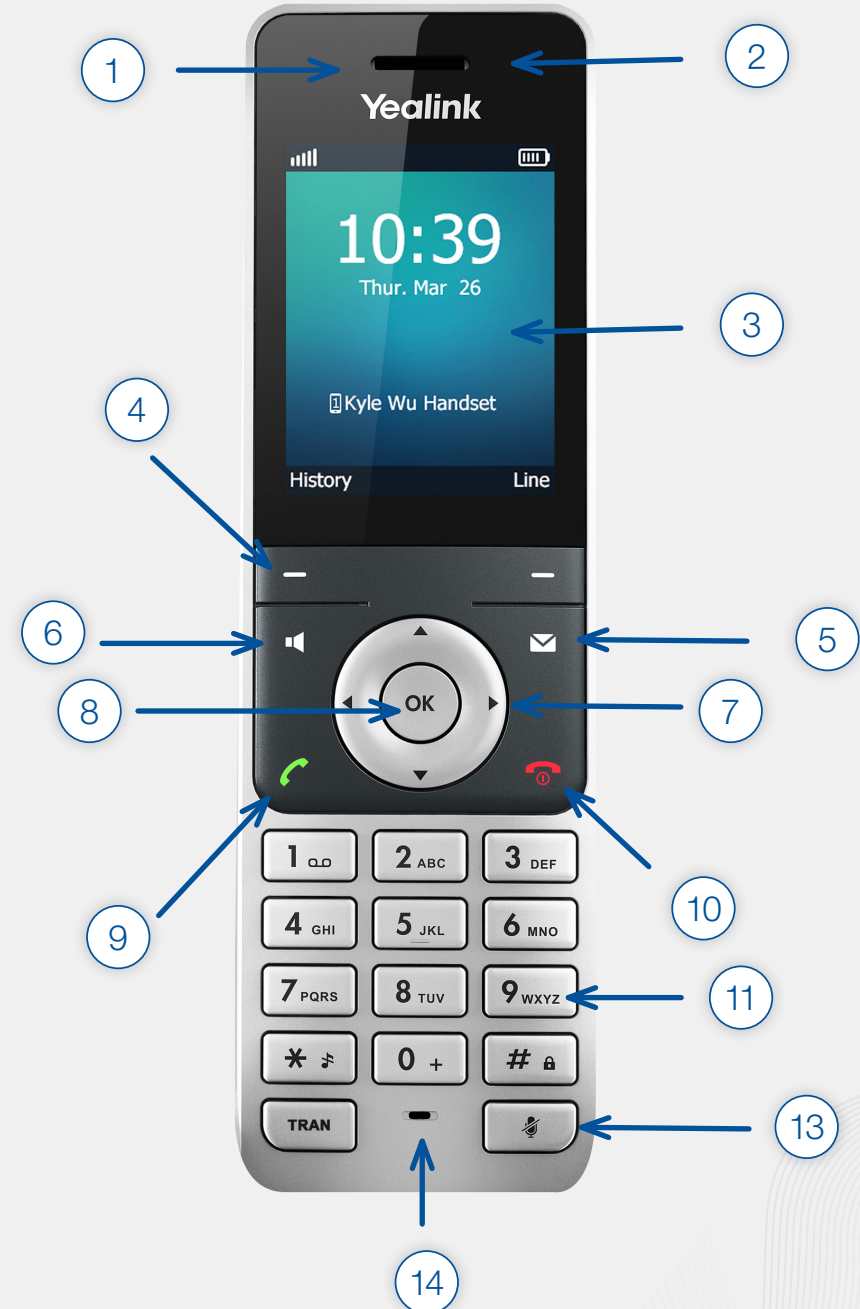 1
2
Yealink
10:39
Thur. Mar 26
3
1 Kyle Wu Handset
4
History Line
6
5
8
OK
7
9
10
1
2 ABC
3 DEF
4 GHI
5 JKL
6 MNO
7 PQRS
8 TUV
9 WXYZ
11
*
0 +
#
TRAN
13
14